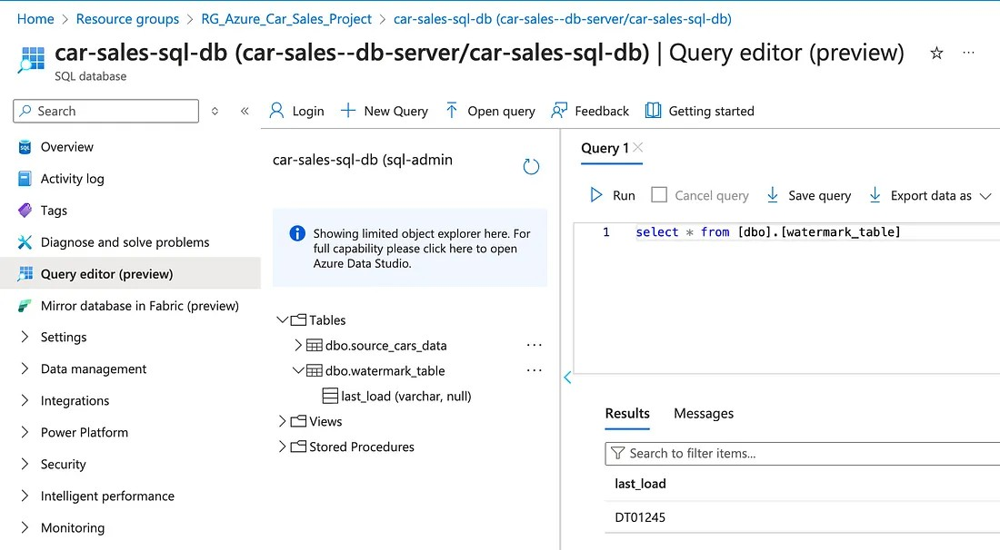 Home > Resource groups > RG_Azure_Car_Sales_Project > car-sales-sql-db (car-sales--db-server/car-sales-sql-db)
car-sales-sql-db (car-sales--db-server/car-sales-sql-db) | Query editor (preview)
SQL database
Search
Login
New Query
Open query
Feedback
Getting started
SQL
Overview
Activity log
Tags
Diagnose and solve problems
Query editor (preview)
Mirror database in Fabric (preview)
Settings
Data management
Integrations
Power Platform
Security
Intelligent performance
Monitoring
car-sales-sql-db (sql-admin
Showing limited object explorer here. For
full capability please click here to open
Azure Data Studio.
Tables
dbo.source_cars_data
dbo.watermark_table
last_load (varchar, null)
Views
Stored Procedures
Query 1
Run
Cancel query
Save query
Export data as
1 select * from [dbo].[watermark_table]
Results
Messages
Search to filter items...
last_load
DT01245